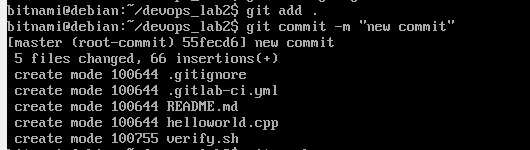 bitnami@debian:~/devops_lab2$ git add .
bitnami@debian:~/devops_lab2$ git commit -m "new commit"
[master (root-commit) 55fecd6] new commit
 5 files changed, 66 insertions(+)
 create mode 100644 .gitignore
 create mode 100644 .gitlab-ci.yml
 create mode 100644 README.md
 create mode 100644 helloworld.cpp
 create mode 100755 verify.sh